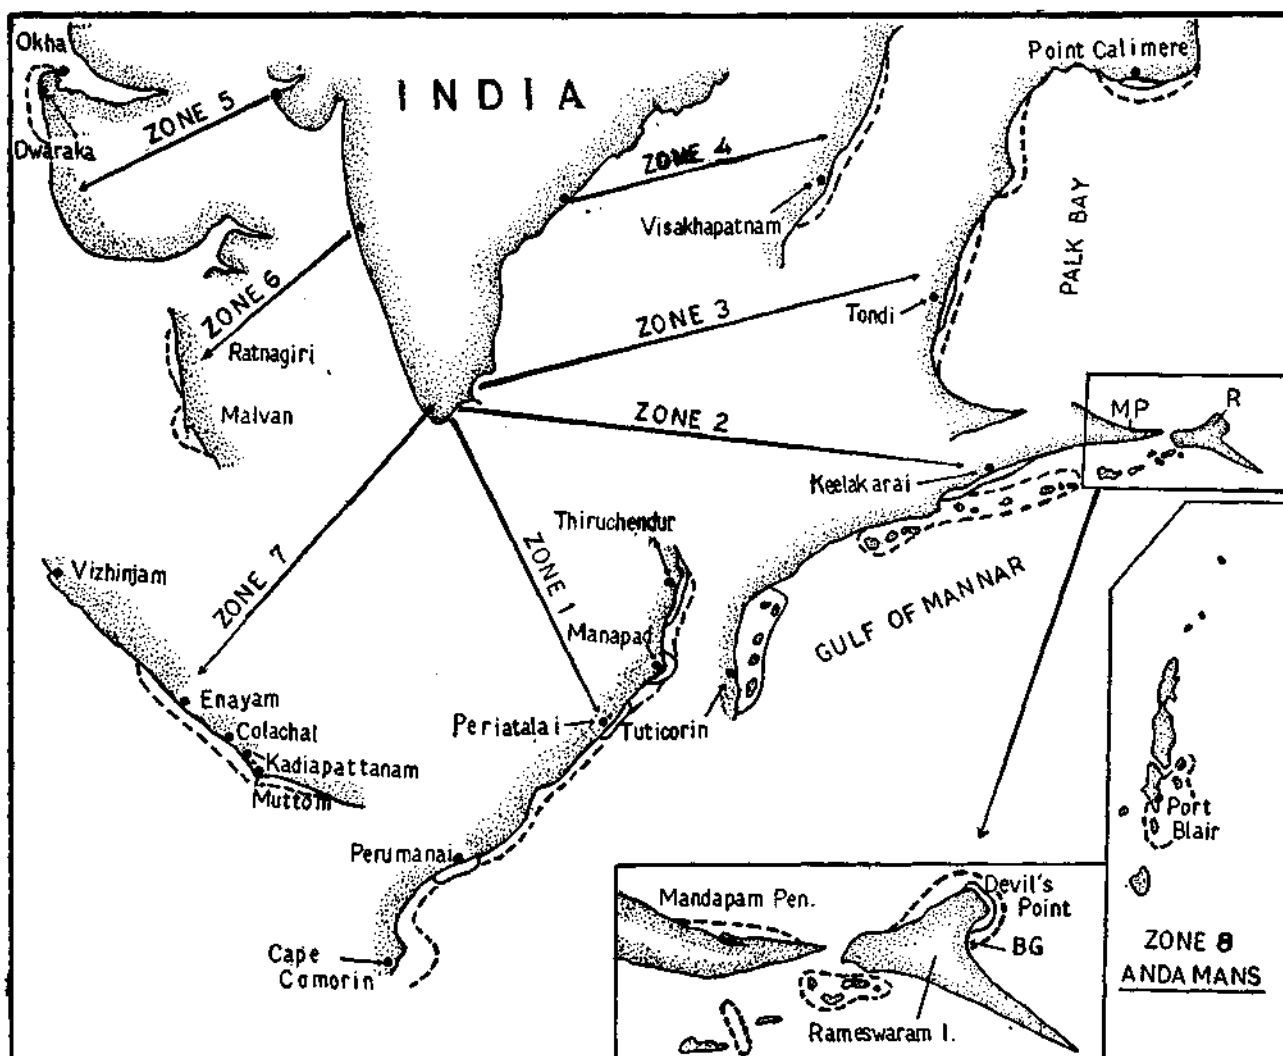 Okha
INDIA
Point Calimere
ZONE 5
Dwaraka
ZONE 4
Visakhapatnam
PALK BAY
ZONE 6
ZONE 3
Tondi
Ratnagiri
Malvan
ZONE 2
MP
R
Keelakarai
Thiruchendur
ZONE 7
ZONE 1
Vizhinjam
GULF OF MANNAR
Manapad
Enayam
Periatalai
Tuticorin
Colachal
Kadiapattanam
Muttom
Port
Blair
Perumanai
Mandapam Pen.
Devil's
Point
BG
ZONE 8
ANDAMANS
Cape
Comorin
Rameswaram I.